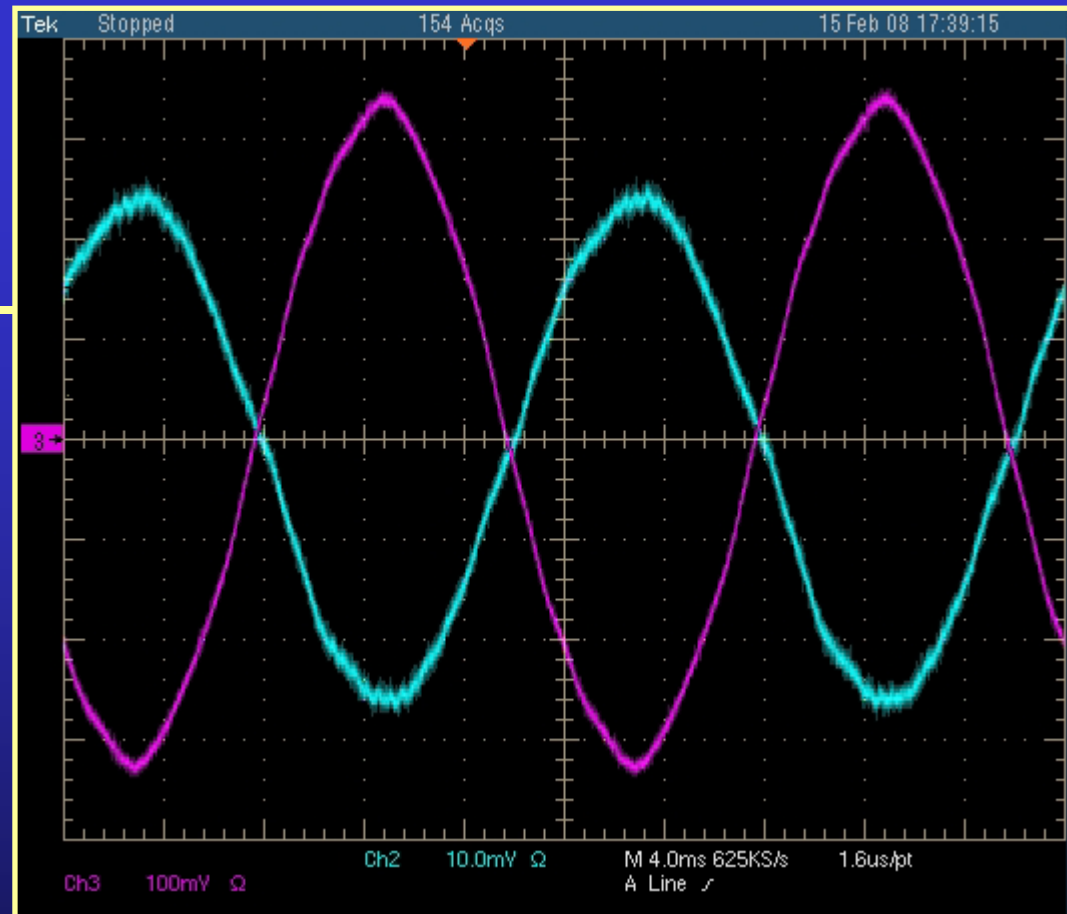 Tek Stopped 154 Acqs 15 Feb 08 17:39:15
3
Ch2 10.0mV Ω M 4.0ms 625KS/s 1.6us/pt
Ch3 100mV Ω A Line